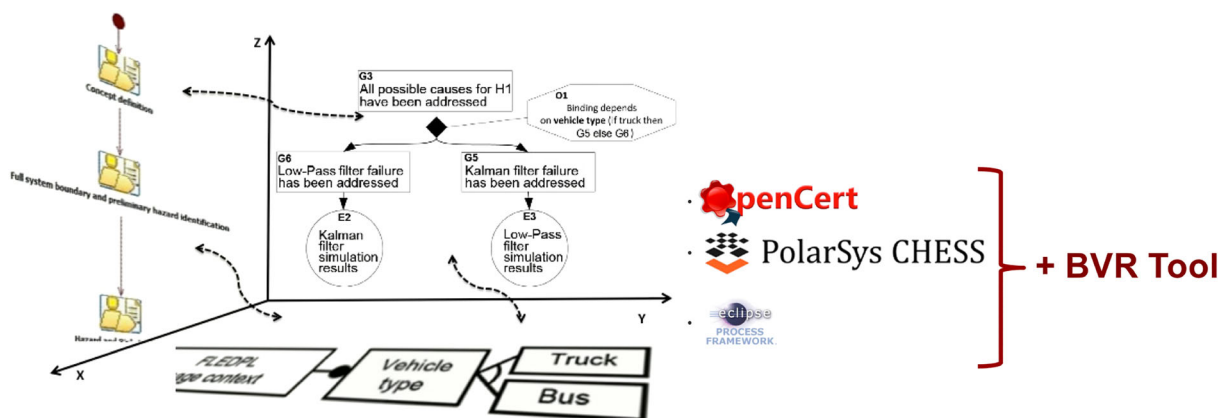 Z
G3
All possible causes for H1
have been addressed
O1
Binding depends
on vehicle type (if truck then
G5 else G6)
Concept definition
G6
Low-Pass filter failure
has been addressed
G5
Kalman filter failure
has been addressed
Full system boundary and preliminary hazard identification
E2
Kalman
filter
simulation
results
E3
Low-Pass
filter
simulation
results
Y
X
Hazard and
FLEDPL
context
Vehicle
type
Truck
Bus
penCert
PolarSys CHESS
eclipse
PROCESS
FRAMEWORK
+ BVR Tool